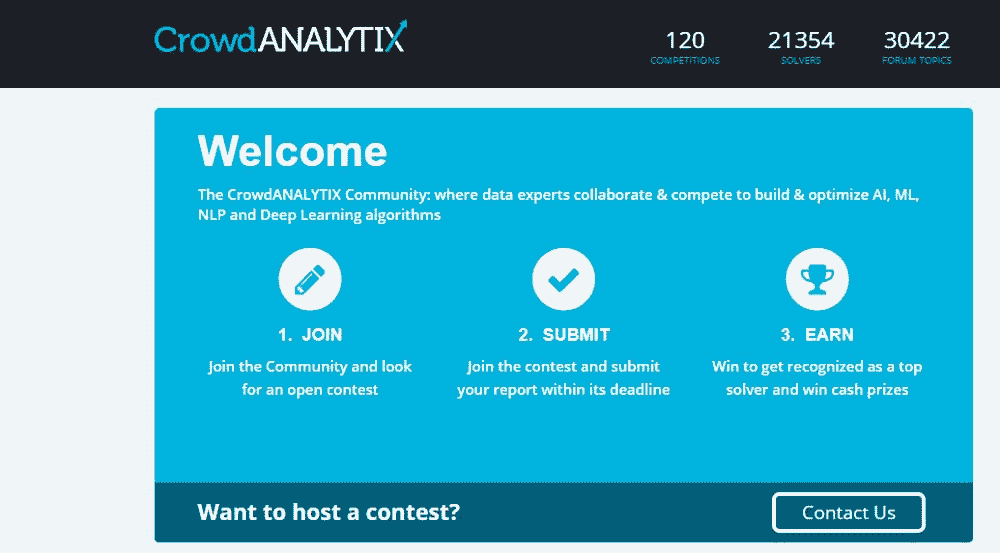 CrowdANALYTIX
120 21354 30422
COMPETITIONS SOLVERS FORUM TOPICS
Welcome
The CrowdANALYTIX Community: where data experts collaborate & compete to build & optimize AI, ML,
NLP and Deep Learning algorithms
1. JOIN 2. SUBMIT 3. EARN
Join the Community and look Join the contest and submit Win to get recognized as a top
for an open contest your report within its deadline solver and win cash prizes
Want to host a contest? Contact Us